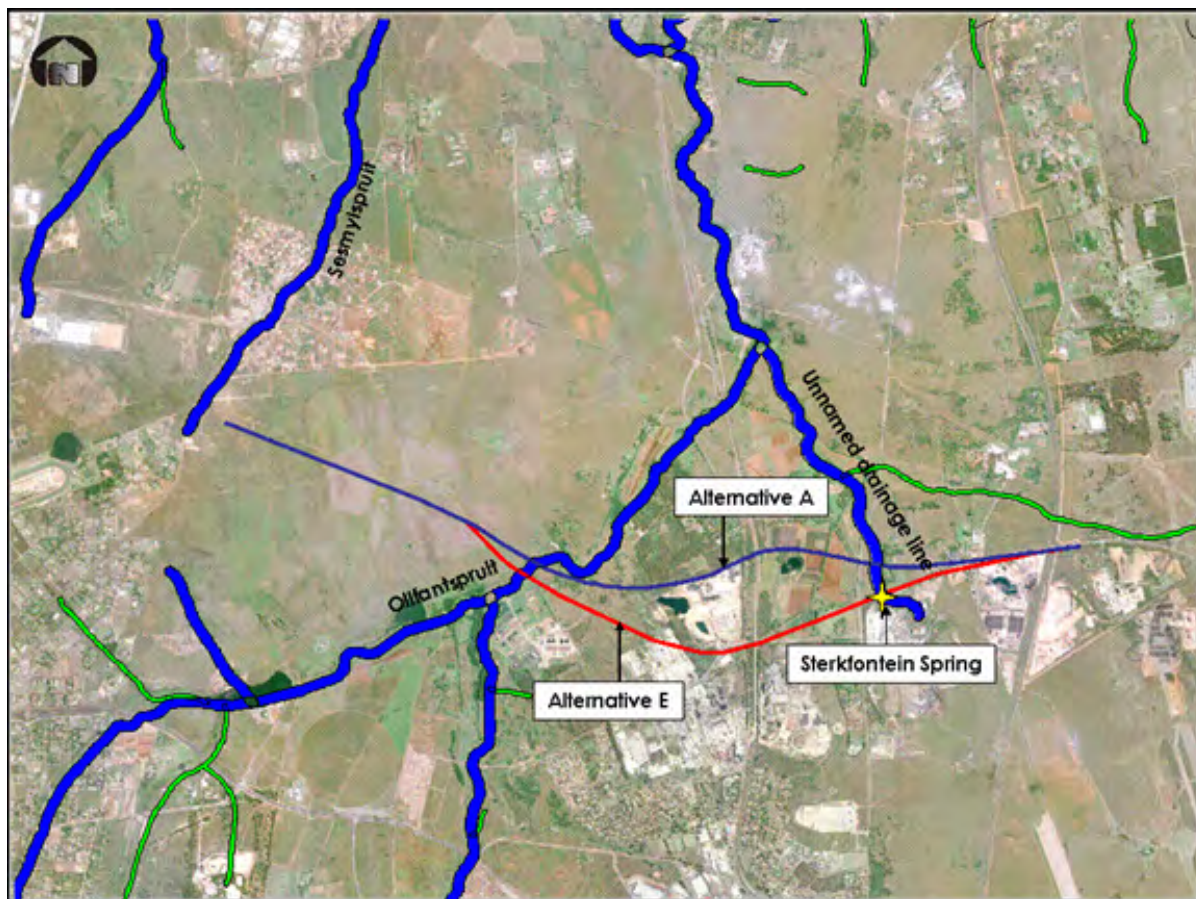 N
Sesmylspruit
Unnamed drainage line
Alternative A
Olifantspruit
Sterkfontein Spring
Alternative E